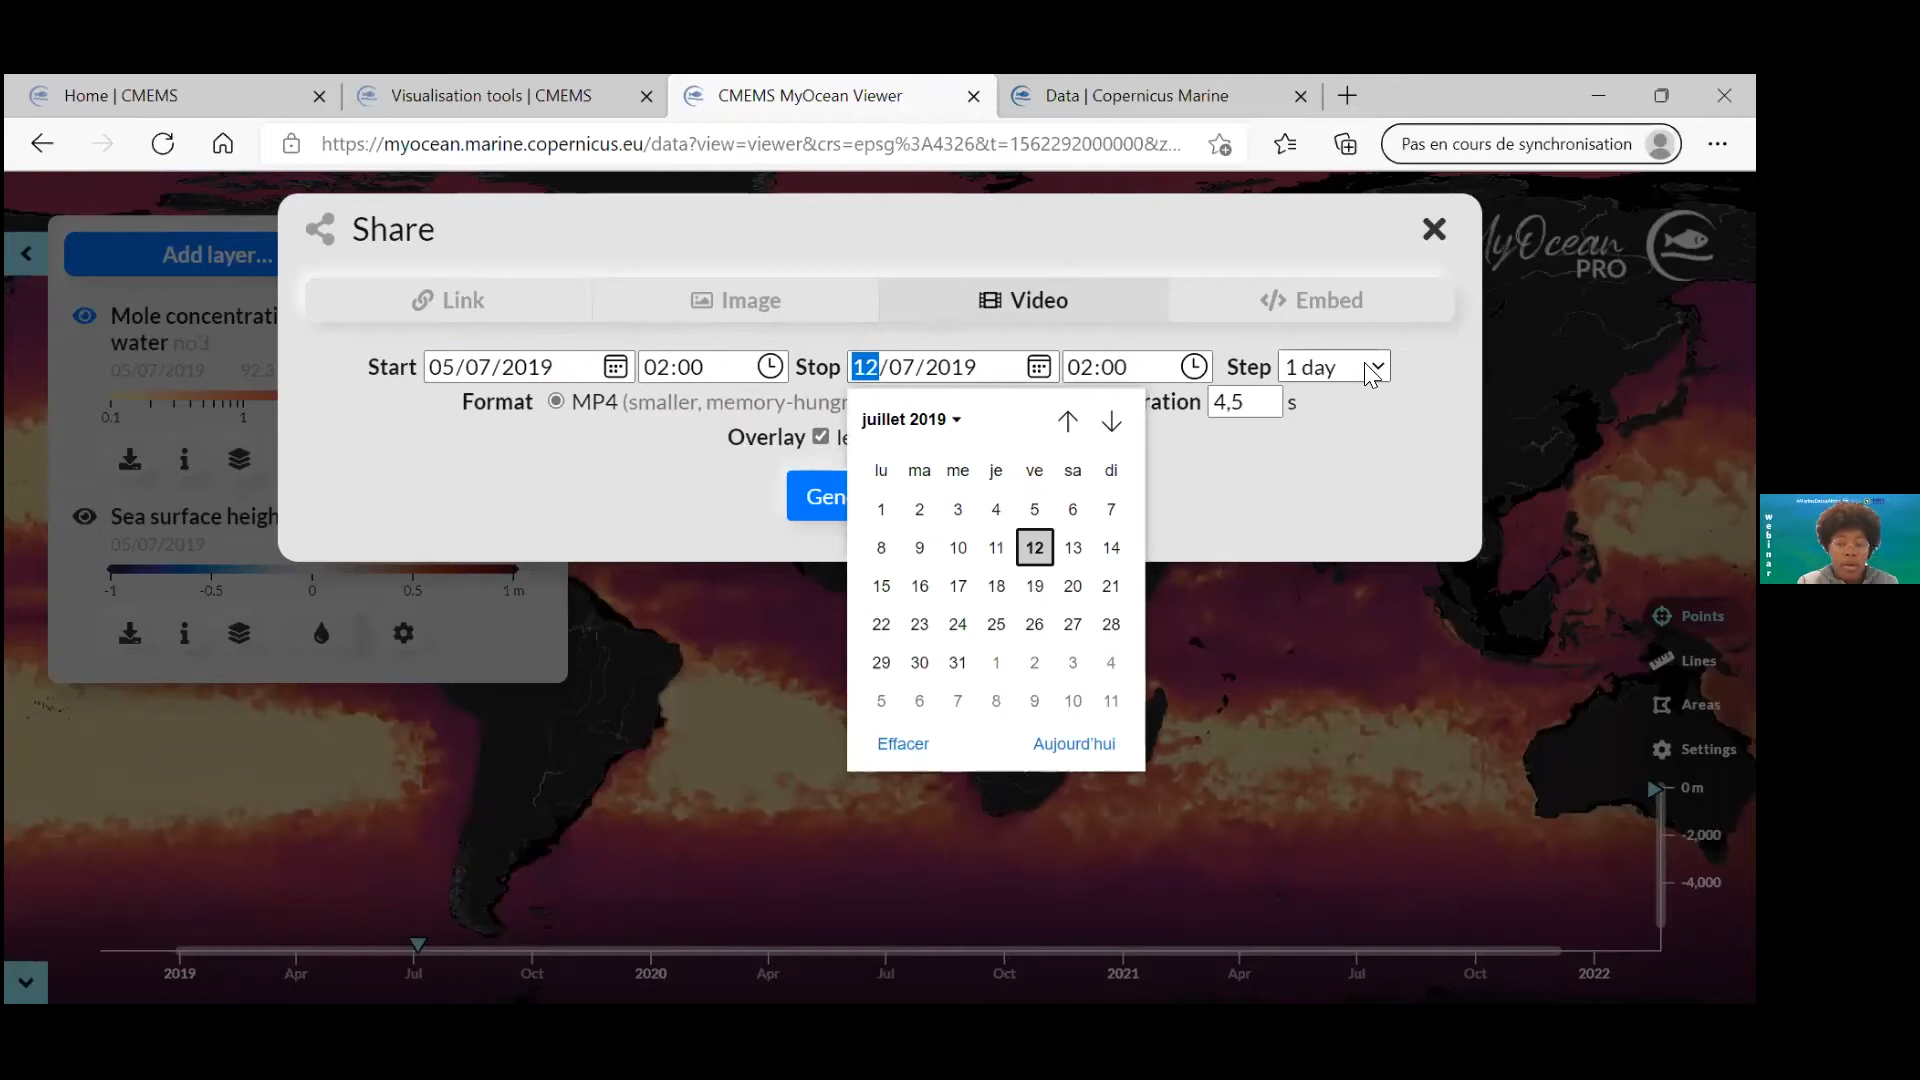 Home | CMEMS
Visualisation tools | CMEMS
CMEMS MyOcean Viewer
Data | Copernicus Marine
https://myocean.marine.copernicus.eu/data?view=viewer&crs=epsg%3A4326&t=1562292000000&z...
Pas en cours de synchronisation
Share
Link
Image
Video
Embed
Start 05/07/2019 02:00 Stop 12/07/2019 02:00 Step 1 day
Format MP4 (smaller, memory-hungr
ration 4,5 s
Overlay le
Gen
juillet 2019
lu ma me je ve sa di
1 2 3 4 5 6 7
8 9 10 11 12 13 14
15 16 17 18 19 20 21
22 23 24 25 26 27 28
29 30 31 1 2 3 4
5 6 7 8 9 10 11
Effacer Aujourd'hui
Add layer...
Mole concentrati
water no3
05/07/2019 92.3
0.1 1
Sea surface heigh
05/07/2019
-1 -0.5 0 0.5 1 m
MyOcean
PRO
Points
Lines
Areas
Settings
0 m
-2,000
-4,000
2019 Apr Jul Oct 2020 Apr Jul Oct 2021 Apr Jul Oct 2022
webinar